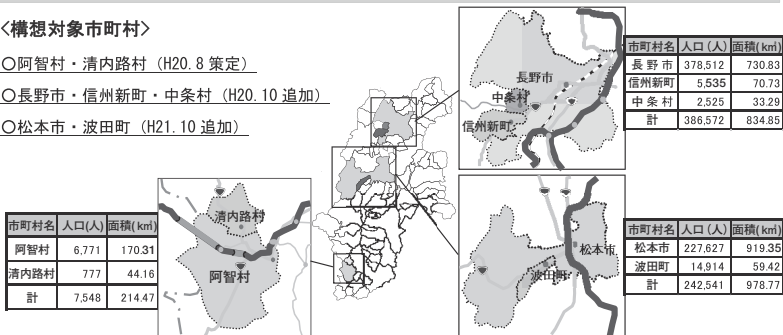 <構想対象市町村>
○阿智村・清内路村（H20.8 策定）
○長野市・信州新町・中条村（H20.10 追加）
○松本市・波田町（H21.10 追加）
長野市
中条村
信州新町
市町村名 人口(人) 面積(㎢)
長野市 378,512 730.83
信州新町 5,535 70.73
中条村 2,525 33.29
計 386,572 834.85
市町村名 人口(人) 面積(㎢)
阿智村 6,771 170.31
清内路村 777 44.16
計 7,548 214.47
清内路村
阿智村
松本市
波田町
市町村名 人口(人) 面積(㎢)
松本市 227,627 919.35
波田町 14,914 59.42
計 242,541 978.77